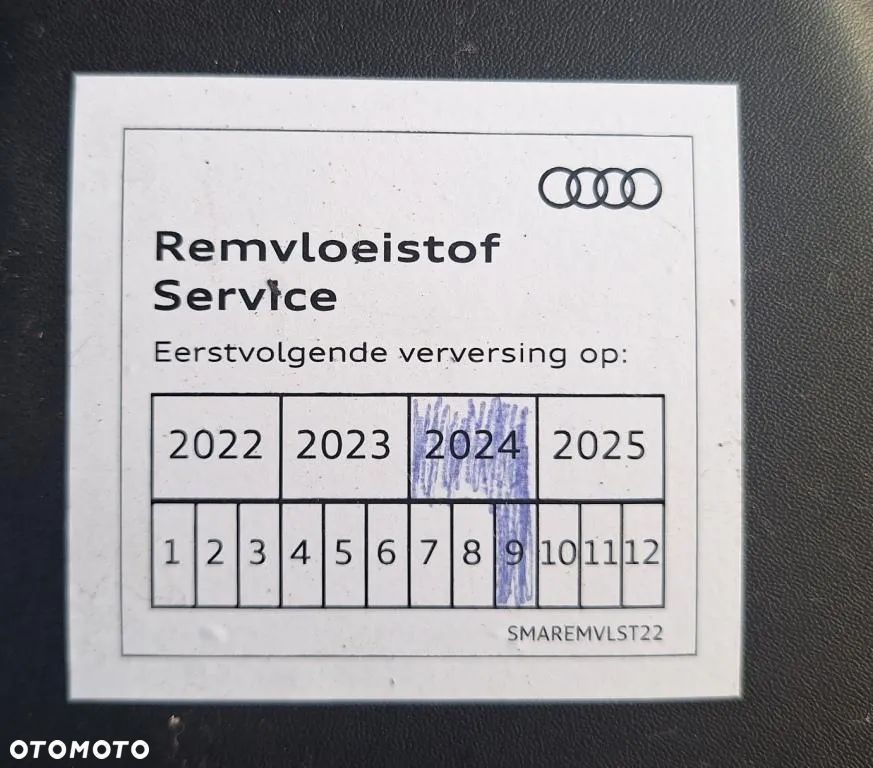 Remvloeistof
Service
Eerstvolgende verversing op:
2022 2023 2024 2025
1 2 3 4 5 6 7 8 9 10 11 12
SMAREMVLST22
OTOMOTO